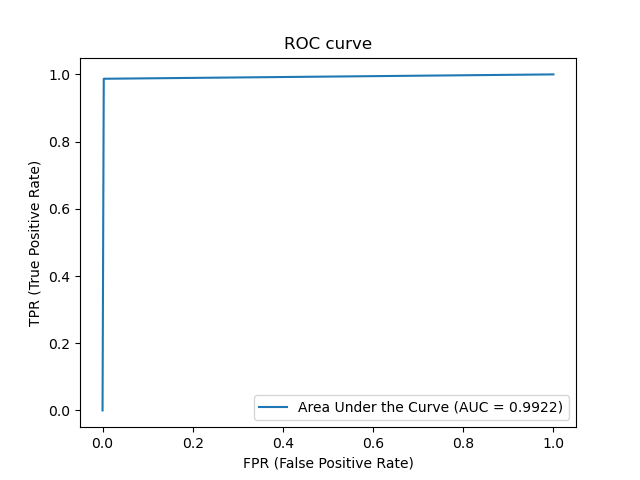 ROC curve
1.0
0.8
0.6
0.4
0.2
0.0
TPR (True Positive Rate)
Area Under the Curve (AUC = 0.9922)
0.0 0.2 0.4 0.6 0.8 1.0
FPR (False Positive Rate)